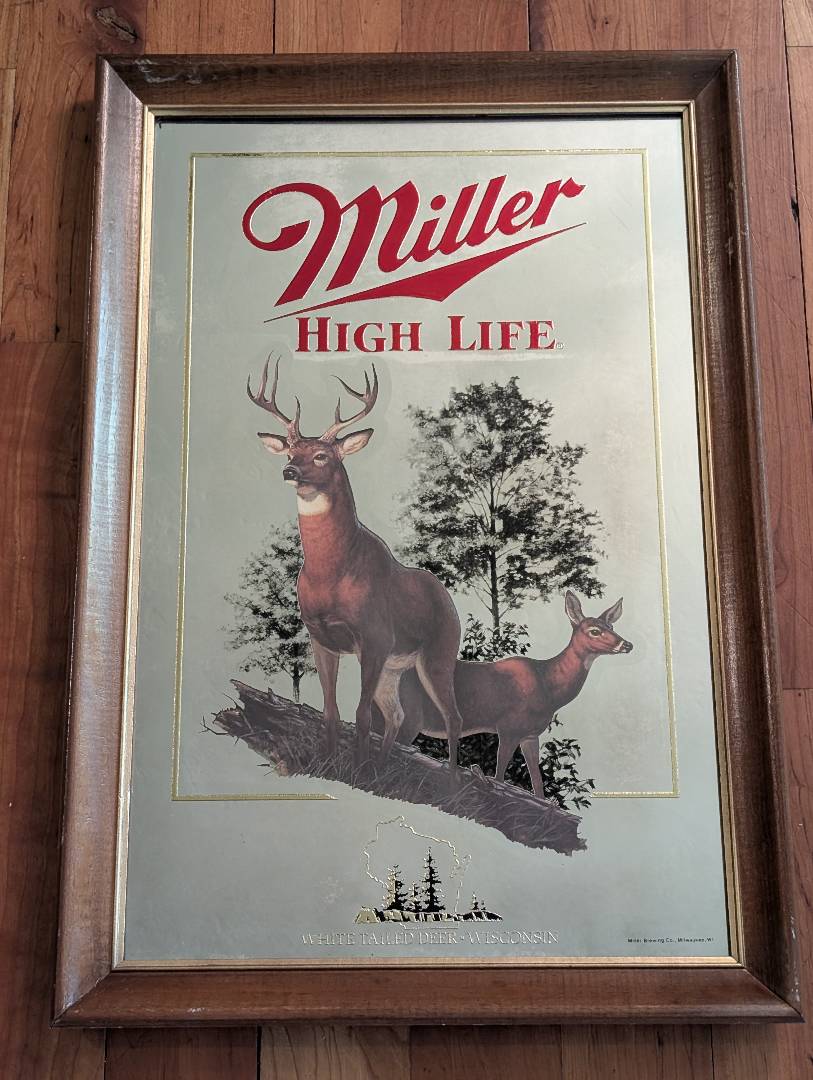 Miller
HIGH LIFE®
WHITE TAILED DEER • WISCONSIN
Miller Brewing Co., Milwaukee, WI